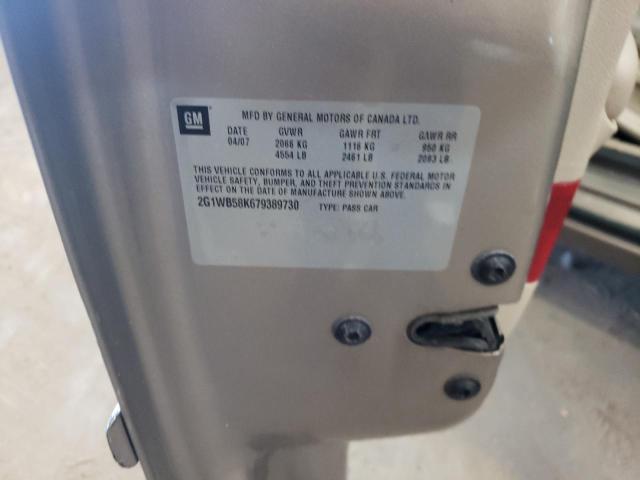 GM
MFD BY GENERAL MOTORS OF CANADA LTD.
DATE GVWR GAWR FRT GAWR RR
04/07 2066 KG 1116 KG 950 KG
4554 LB 2461 LB 2093 LB
THIS VEHICLE CONFORMS TO ALL APPLICABLE U.S. FEDERAL MOTOR
VEHICLE SAFETY, BUMPER, AND THEFT PREVENTION STANDARDS IN
EFFECT ON THE DATE OF MANUFACTURE SHOWN ABOVE.
2G1WB58K679389730 TYPE: PASS CAR